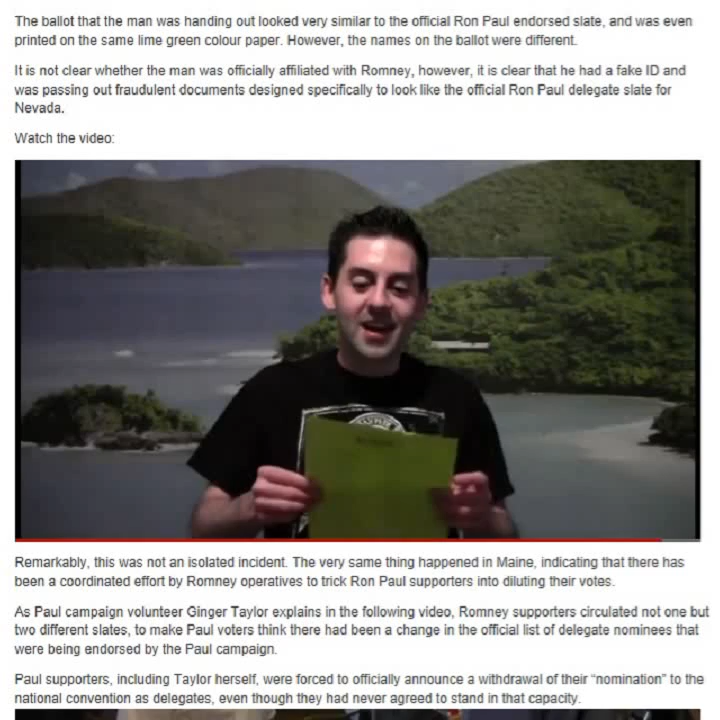 The ballot that the man was handing out looked very similar to the official Ron Paul endorsed slate, and was even
printed on the same lime green colour paper. However, the names on the ballot were different.
It is not clear whether the man was officially affiliated with Romney, however, it is clear that he had a fake ID and
was passing out fraudulent documents designed specifically to look like the official Ron Paul delegate slate for
Nevada.
Watch the video:
Remarkably, this was not an isolated incident. The very same thing happened in Maine, indicating that there has
been a coordinated effort by Romney operatives to trick Ron Paul supporters into diluting their votes.
As Paul campaign volunteer Ginger Taylor explains in the following video, Romney supporters circulated not one but
two different slates, to make Paul voters think there had been a change in the official list of delegate nominees that
were being endorsed by the Paul campaign.
Paul supporters, including Taylor herself, were forced to officially announce a withdrawal of their “nomination” to the
national convention as delegates, even though they had never agreed to stand in that capacity.